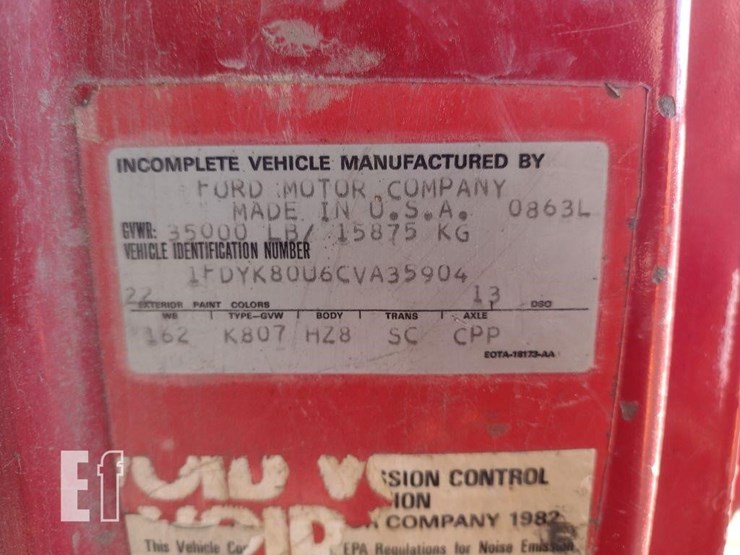 INCOMPLETE VEHICLE MANUFACTURED BY
FORD MOTOR COMPANY
MADE IN U.S.A. 0863L
GVWR: 35000 LB/ 15875 KG
VEHICLE IDENTIFICATION NUMBER
1FDYK80U6CVA35904
22 13
EXTERIOR PAINT COLORS DSO
WB TYPE-GVW BODY TRANS AXLE
162 K807 HZ8 SC CPP
EOTA-18173-AA
SSION CONTROL
ION
COMPANY 1982
This Vehicle EPA Regulations for Noise
Ef